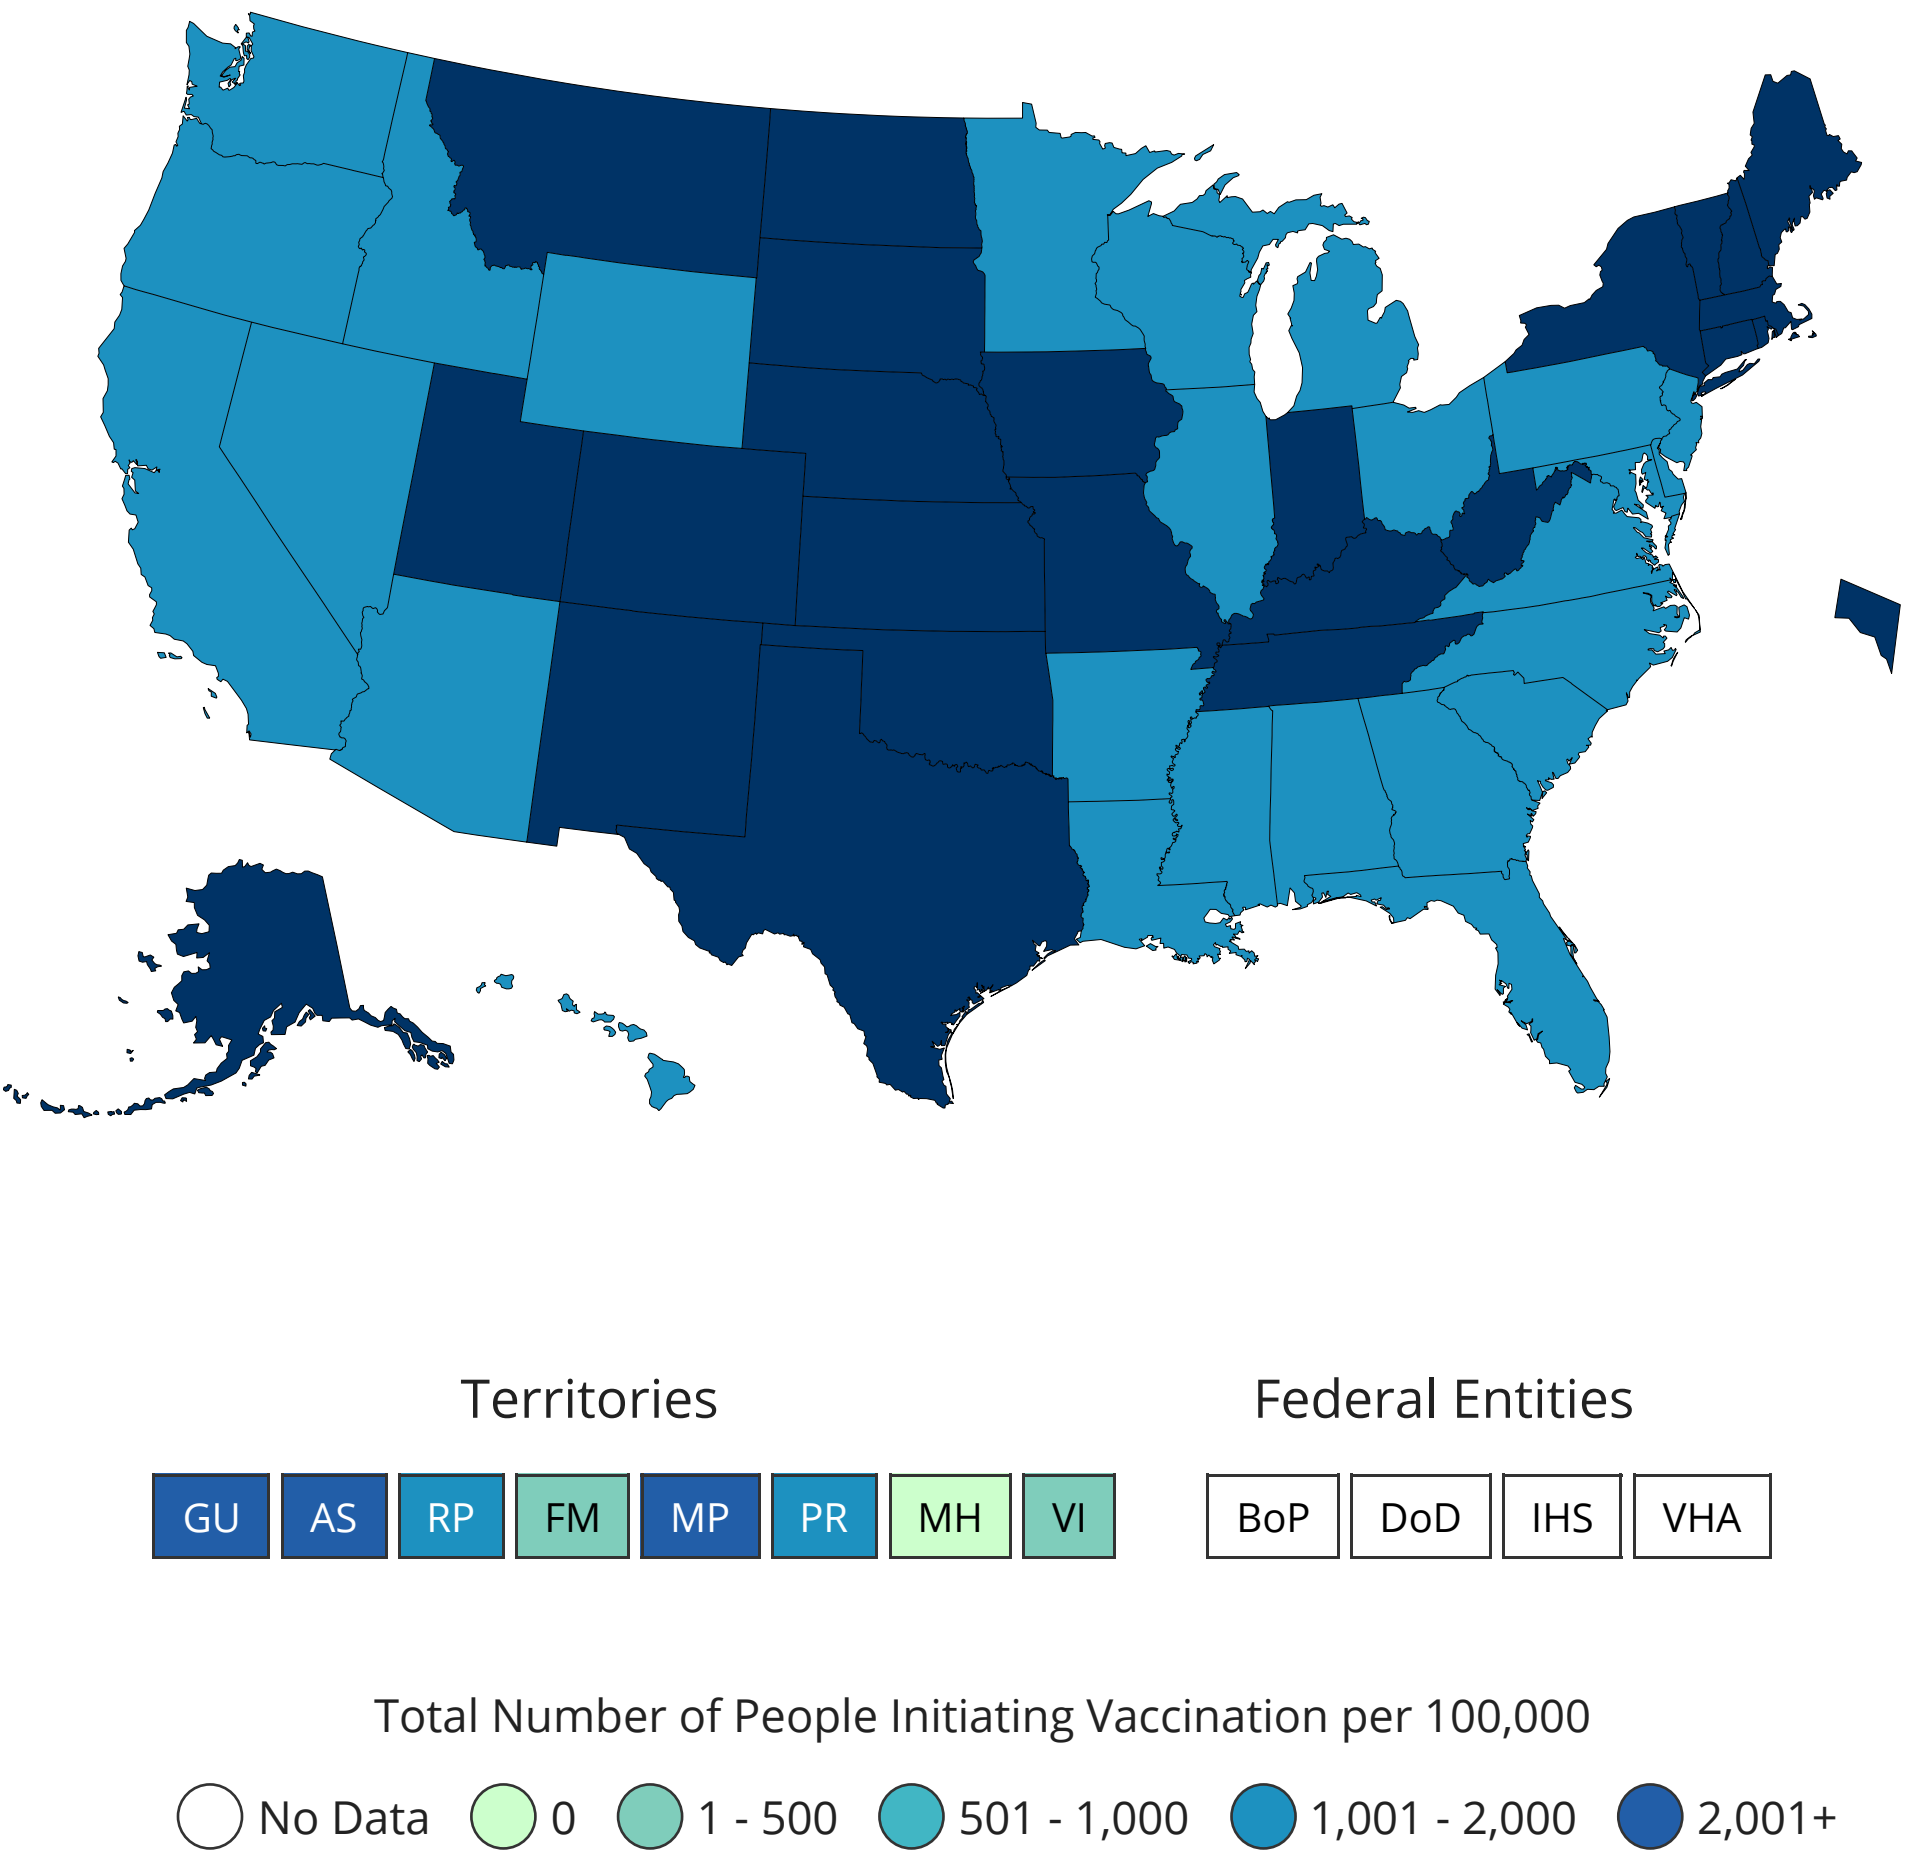 Territories
Federal Entities
GU AS RP FM MP PR MH VI
BoP DoD IHS VHA
Total Number of People Initiating Vaccination per 100,000
No Data 0 1 - 500 501 - 1,000 1,001 - 2,000 2,001+